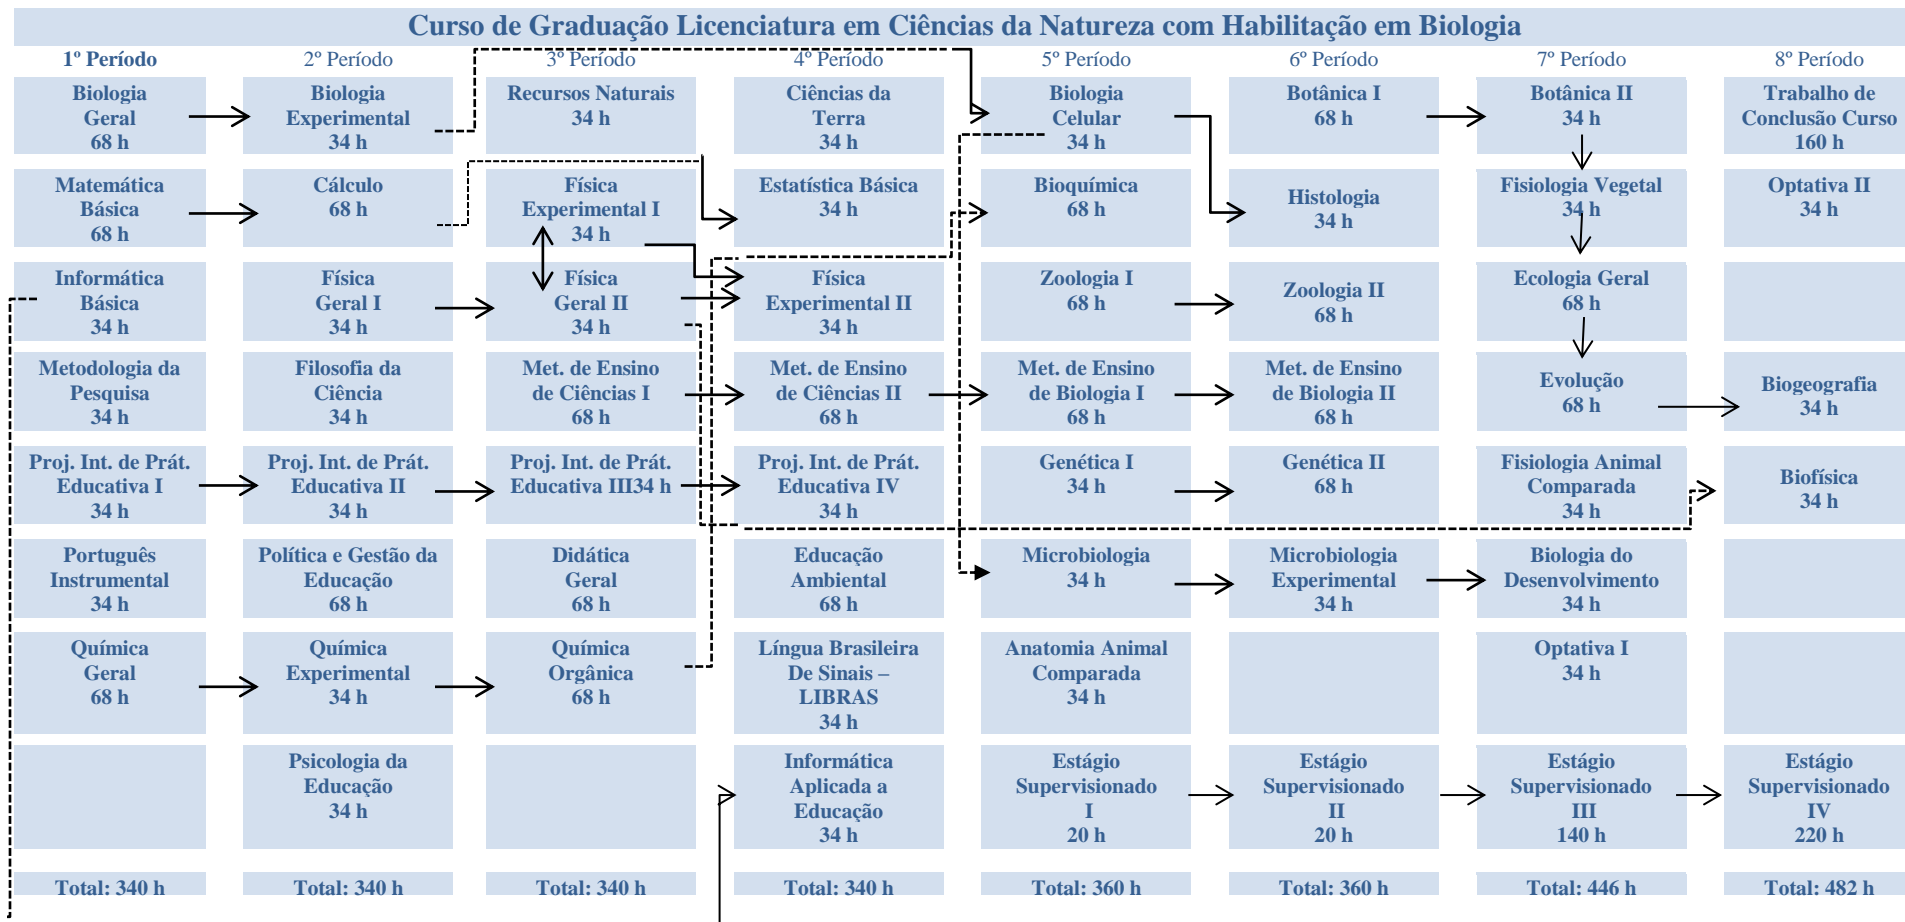 Curso de Graduação Licenciatura em Ciências da Natureza com Habilitação em Biologia
1º Período
2º Período
3º Período
4º Período
5º Período
6º Período
7º Período
8º Período
Biologia
Geral
68 h
Biologia
Experimental
34 h
Recursos Naturais
34 h
Ciências da
Terra
34 h
Biologia
Celular
34 h
Botânica I
68 h
Botânica II
34 h
Trabalho de
Conclusão Curso
160 h
Matemática
Básica
68 h
Cálculo
68 h
Física
Experimental I
34 h
Estatística Básica
34 h
Bioquímica
68 h
Histologia
34 h
Fisiologia Vegetal
34 h
Optativa II
34 h
Informática
Básica
34 h
Física
Geral I
34 h
Física
Geral II
34 h
Física
Experimental II
34 h
Zoologia I
68 h
Zoologia II
68 h
Ecologia Geral
68 h
Metodologia da
Pesquisa
34 h
Filosofia da
Ciência
34 h
Met. de Ensino
de Ciências I
68 h
Met. de Ensino
de Ciências II
68 h
Met. de Ensino
de Biologia I
68 h
Met. de Ensino
de Biologia II
68 h
Evolução
68 h
Biogeografia
34 h
Proj. Int. de Prát.
Educativa I
34 h
Proj. Int. de Prát.
Educativa II
34 h
Proj. Int. de Prát.
Educativa III34 h
Proj. Int. de Prát.
Educativa IV
34 h
Genética I
34 h
Genética II
68 h
Fisiologia Animal
Comparada
34 h
Biofísica
34 h
Português
Instrumental
34 h
Política e Gestão da
Educação
68 h
Didática
Geral
68 h
Educação
Ambiental
68 h
Microbiologia
34 h
Microbiologia
Experimental
34 h
Biologia do
Desenvolvimento
34 h
Química
Geral
68 h
Química
Experimental
34 h
Química
Orgânica
68 h
Língua Brasileira
De Sinais –
LIBRAS
34 h
Anatomia Animal
Comparada
34 h
Optativa I
34 h
Psicologia da
Educação
34 h
Informática
Aplicada a
Educação
34 h
Estágio
Supervisionado
I
20 h
Estágio
Supervisionado
II
20 h
Estágio
Supervisionado
III
140 h
Estágio
Supervisionado
IV
220 h
Total: 340 h
Total: 340 h
Total: 340 h
Total: 340 h
Total: 360 h
Total: 360 h
Total: 446 h
Total: 482 h